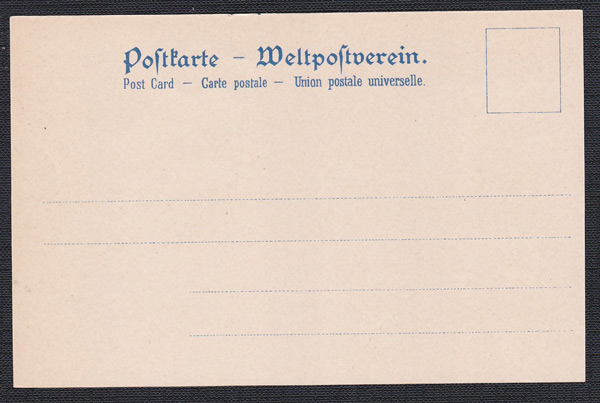 Poſtkarte – Weltpoſtverein.
Post Card — Carte postale — Union postale universelle.